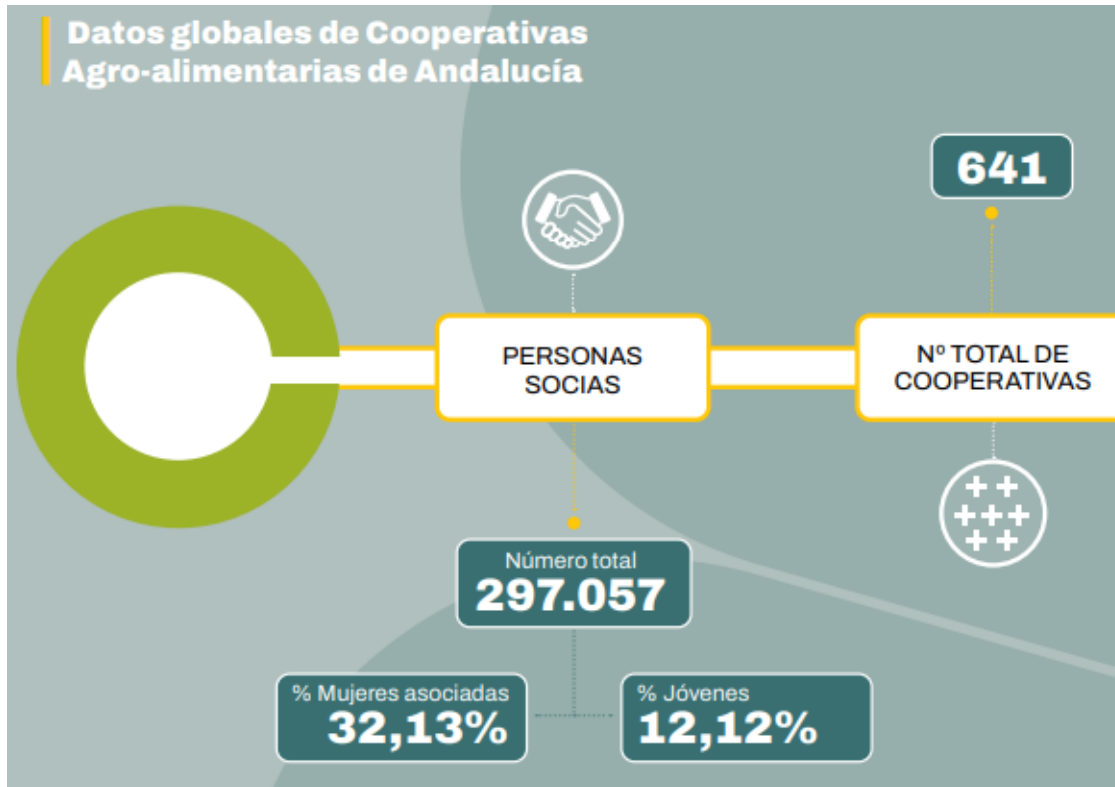 Datos globales de Cooperativas
Agro-alimentarias de Andalucía
641
PERSONAS
SOCIAS
Nº TOTAL DE
COOPERATIVAS
Número total
297.057
% Mujeres asociadas
32,13%
% Jóvenes
12,12%